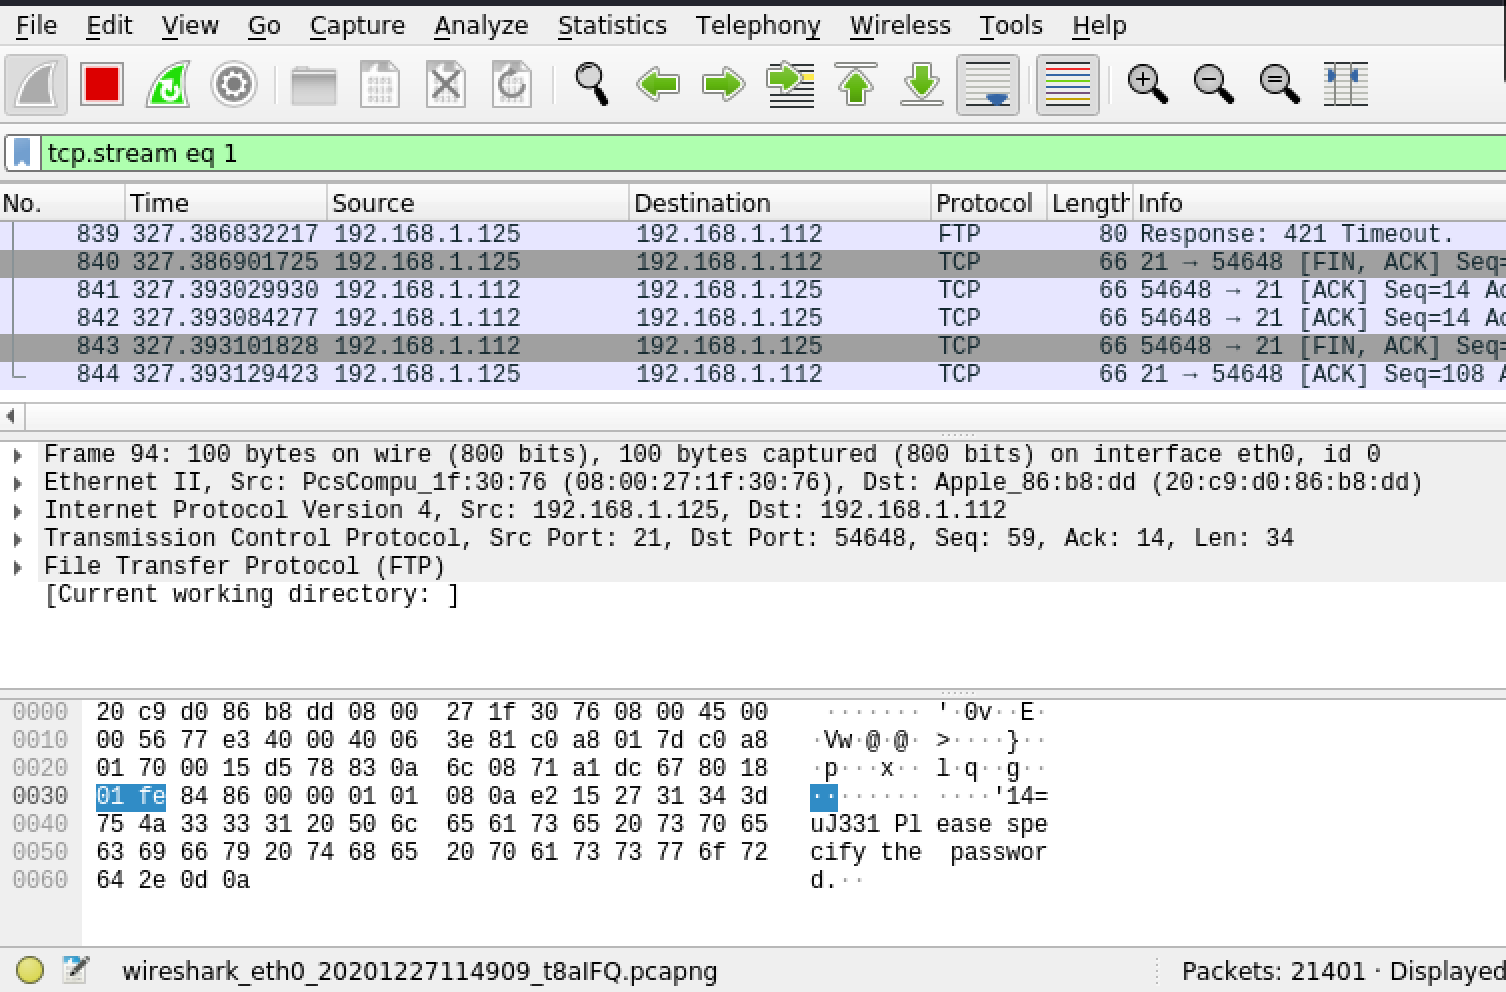 File Edit View Go Capture Analyze Statistics Telephony Wireless Tools Help
tcp.stream eq 1
No. Time Source Destination Protocol Length Info
839 327.386832217 192.168.1.125 192.168.1.112 FTP 80 Response: 421 Timeout.
840 327.386901725 192.168.1.125 192.168.1.112 TCP 66 21 → 54648 [FIN, ACK] Seq=
841 327.393029930 192.168.1.112 192.168.1.125 TCP 66 54648 → 21 [ACK] Seq=14 Ac
842 327.393084277 192.168.1.112 192.168.1.125 TCP 66 54648 → 21 [ACK] Seq=14 Ac
843 327.393101828 192.168.1.112 192.168.1.125 TCP 66 54648 → 21 [FIN, ACK] Seq=
844 327.393129423 192.168.1.125 192.168.1.112 TCP 66 21 → 54648 [ACK] Seq=108 A
Frame 94: 100 bytes on wire (800 bits), 100 bytes captured (800 bits) on interface eth0, id 0
Ethernet II, Src: PcsCompu_1f:30:76 (08:00:27:1f:30:76), Dst: Apple_86:b8:dd (20:c9:d0:86:b8:dd)
Internet Protocol Version 4, Src: 192.168.1.125, Dst: 192.168.1.112
Transmission Control Protocol, Src Port: 21, Dst Port: 54648, Seq: 59, Ack: 14, Len: 34
File Transfer Protocol (FTP)
[Current working directory: ]
0000 20 c9 d0 86 b8 dd 08 00 27 1f 30 76 08 00 45 00 ······· '·0v··E·
0010 00 56 77 e3 40 00 40 06 3e 81 c0 a8 01 7d c0 a8 ·Vw·@·@· >····}··
0020 01 70 00 15 d5 78 83 0a 6c 08 71 a1 dc 67 80 18 ·p···x·· l·q··g··
0030 01 fe 84 86 00 00 01 01 08 0a e2 15 27 31 34 3d ········ ····'14=
0040 75 4a 33 33 31 20 50 6c 65 61 73 65 20 73 70 65 uJ331 Pl ease spe
0050 63 69 66 79 20 74 68 65 20 70 61 73 73 77 6f 72 cify the  passwor
0060 64 2e 0d 0a d.··
wireshark_eth0_20201227114909_t8aIFQ.pcapng Packets: 21401 · Displayed